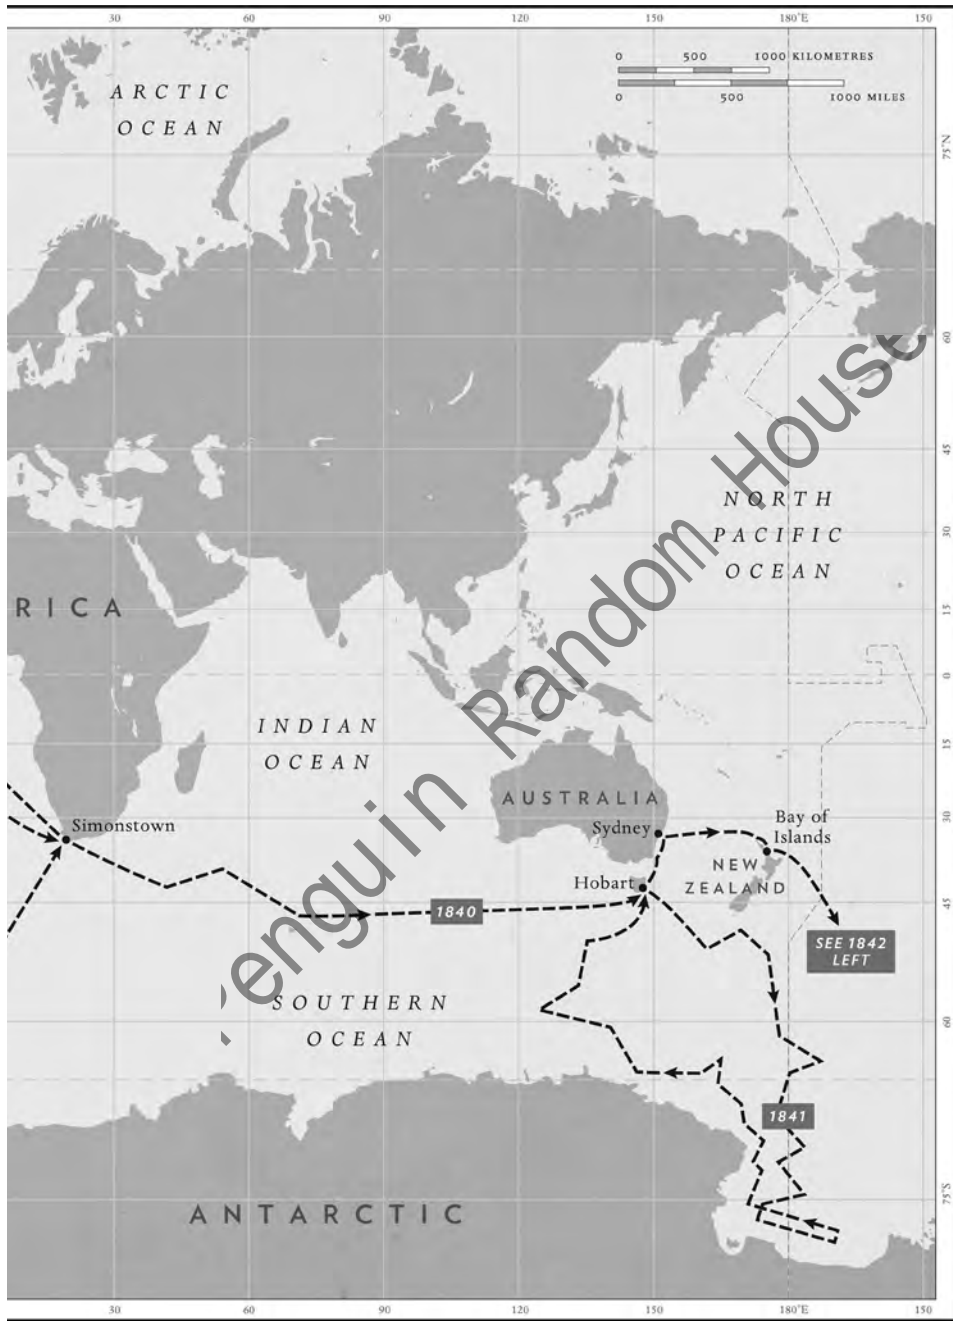 30 60 90 120 150 180°E 150
0 500 1000 KILOMETRES
0 500 1000 MILES
ARCTIC
OCEAN
75°N
60
45
NORTH
PACIFIC
OCEAN
30
RICA
15
0
INDIAN
OCEAN
15
AUSTRALIA
30
Simonstown
Sydney
Bay of
Islands
NEW
ZEALAND
Hobart
45
1840
SEE 1842
LEFT
SOUTHERN
OCEAN
60
1841
75°S
ANTARCTIC
30 60 90 120 150 180°E 150
enguin Random House